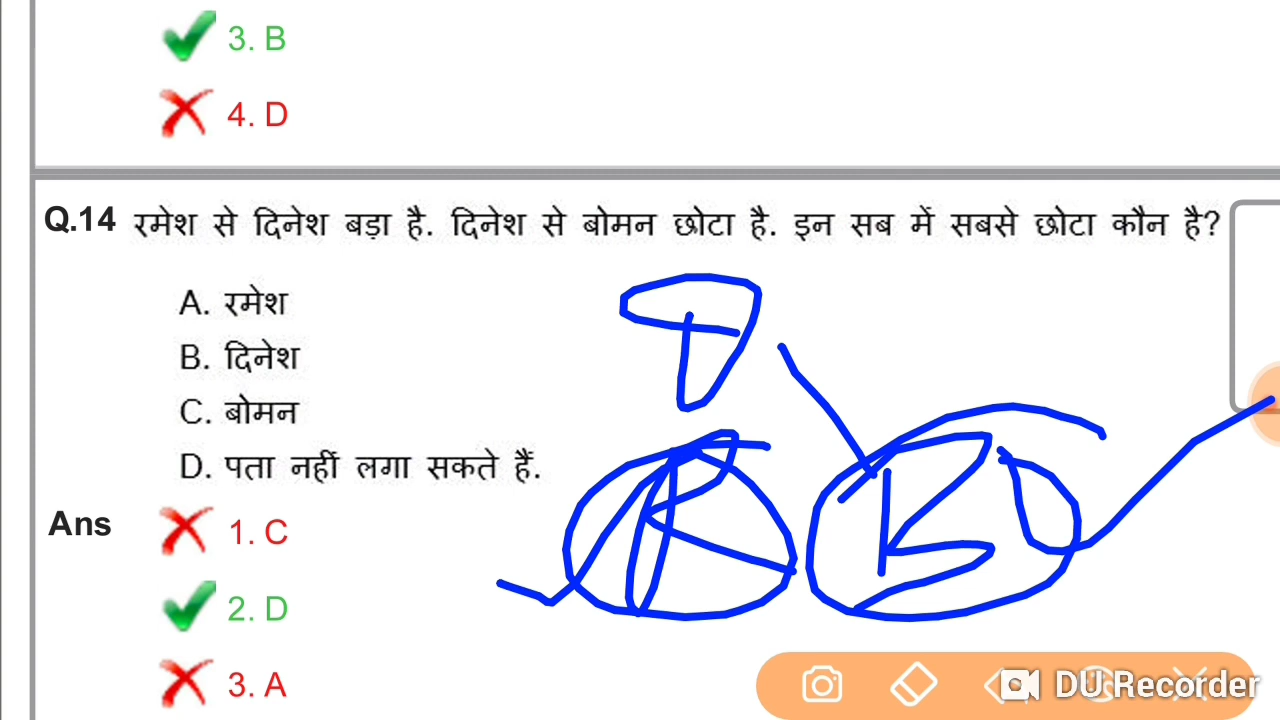 3. B
4. D
Q.14 रमेश से दिनेश बड़ा है. दिनेश से बोमन छोटा है. इन सब में सबसे छोटा कौन है?
A. रमेश
B. दिनेश
C. बोमन
D. पता नहीं लगा सकते हैं.
D
R
B
Ans
1. C
2. D
3. A
DU Recorder